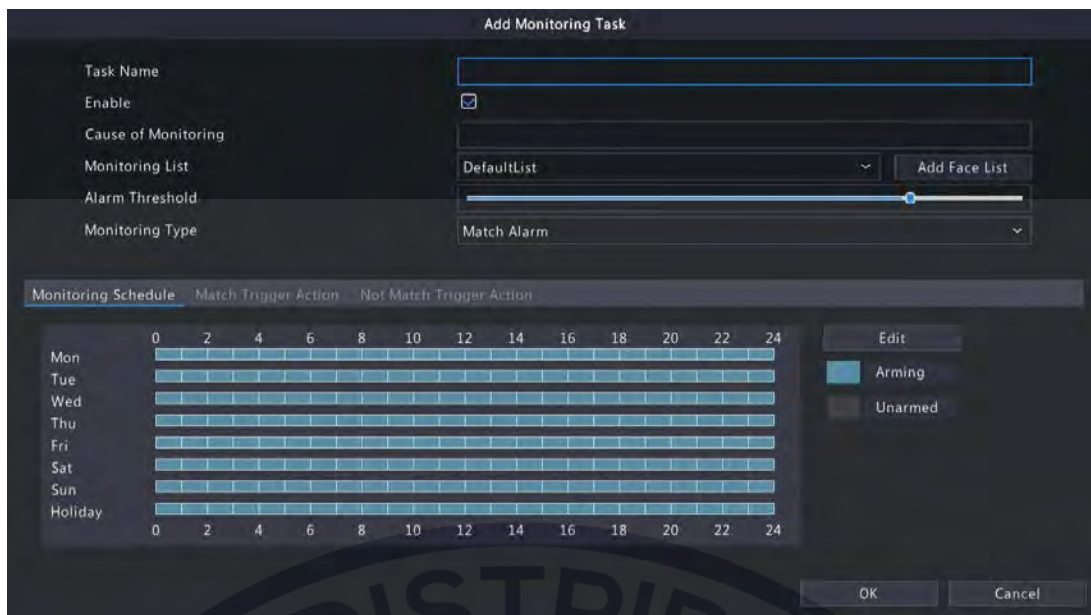 Add Monitoring Task
Task Name
Enable
Cause of Monitoring
Monitoring List DefaultList Add Face List
Alarm Threshold
Monitoring Type Match Alarm
Monitoring Schedule Match Trigger Action Not Match Trigger Action
0 2 4 6 8 10 12 14 16 18 20 22 24 Edit
Mon
Tue Arming
Wed
Thu Unarmed
Fri
Sat
Sun
Holiday
0 2 4 6 8 10 12 14 16 18 20 22 24
OK Cancel